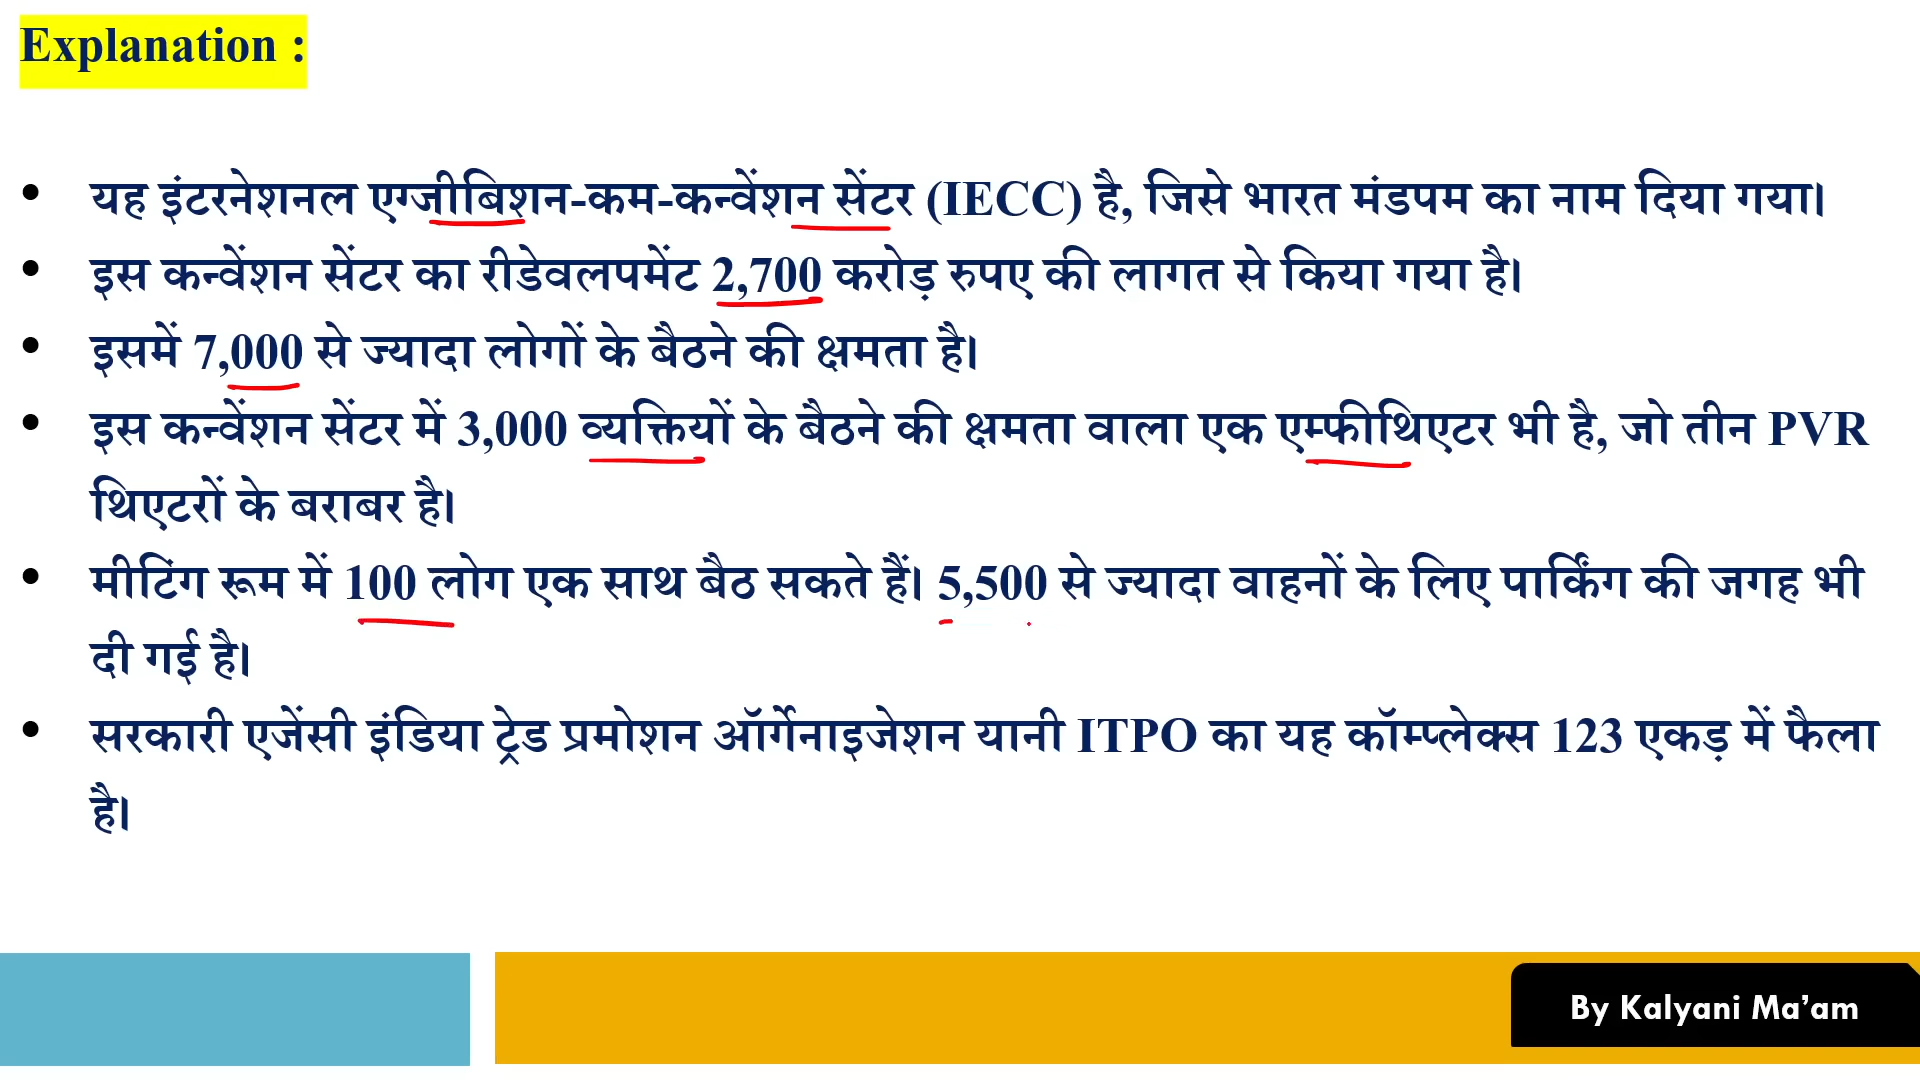 Explanation :
• यह इंटरनेशनल एग्जीबिशन-कम-कन्वेंशन सेंटर (IECC) है, जिसे भारत मंडपम का नाम दिया गया।
• इस कन्वेंशन सेंटर का रीडेवलपमेंट 2,700 करोड़ रुपए की लागत से किया गया है।
• इसमें 7,000 से ज्यादा लोगों के बैठने की क्षमता है।
• इस कन्वेंशन सेंटर में 3,000 व्यक्तियों के बैठने की क्षमता वाला एक एम्फीथिएटर भी है, जो तीन PVR
थिएटरों के बराबर है।
• मीटिंग रूम में 100 लोग एक साथ बैठ सकते हैं। 5,500 से ज्यादा वाहनों के लिए पार्किंग की जगह भी
दी गई है।
• सरकारी एजेंसी इंडिया ट्रेड प्रमोशन ऑर्गेनाइजेशन यानी ITPO का यह कॉम्प्लेक्स 123 एकड़ में फैला
है।
By Kalyani Ma’am